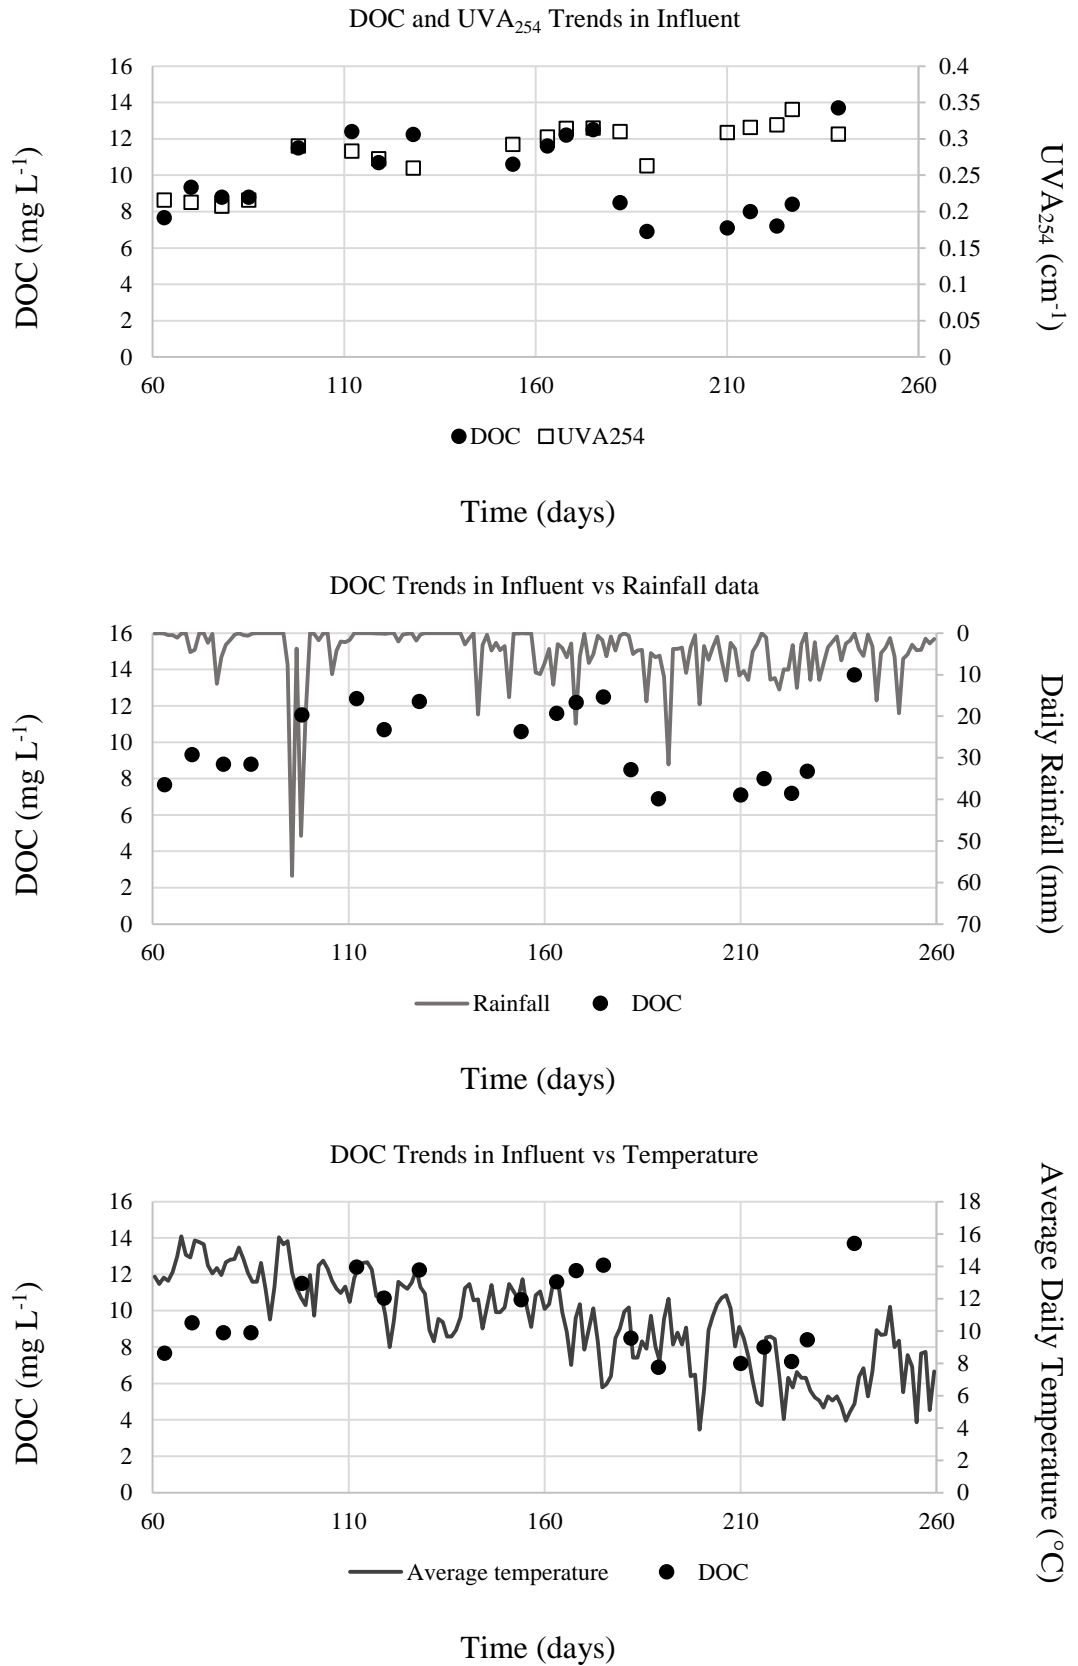 DOC and UVA254 Trends in Influent
16 0.4
14 0.35
12 0.3
10 0.25
8 0.2
6 0.15
4 0.1
2 0.05
0 0
DOC (mg L-1)
UVA254 (cm-1)
60 110 160 210 260
DOC UVA254
Time (days)
DOC Trends in Influent vs Rainfall data
16 0
14 10
12 20
10 30
8 40
6 50
4 60
2 70
0
DOC (mg L-1)
Daily Rainfall (mm)
60 110 160 210 260
Rainfall DOC
Time (days)
DOC Trends in Influent vs Temperature
16 18
14 16
12 14
10 12
8 10
6 8
4 6
2 4
0 2
0
DOC (mg L-1)
Average Daily Temperature (°C)
60 110 160 210 260
Average temperature DOC
Time (days)